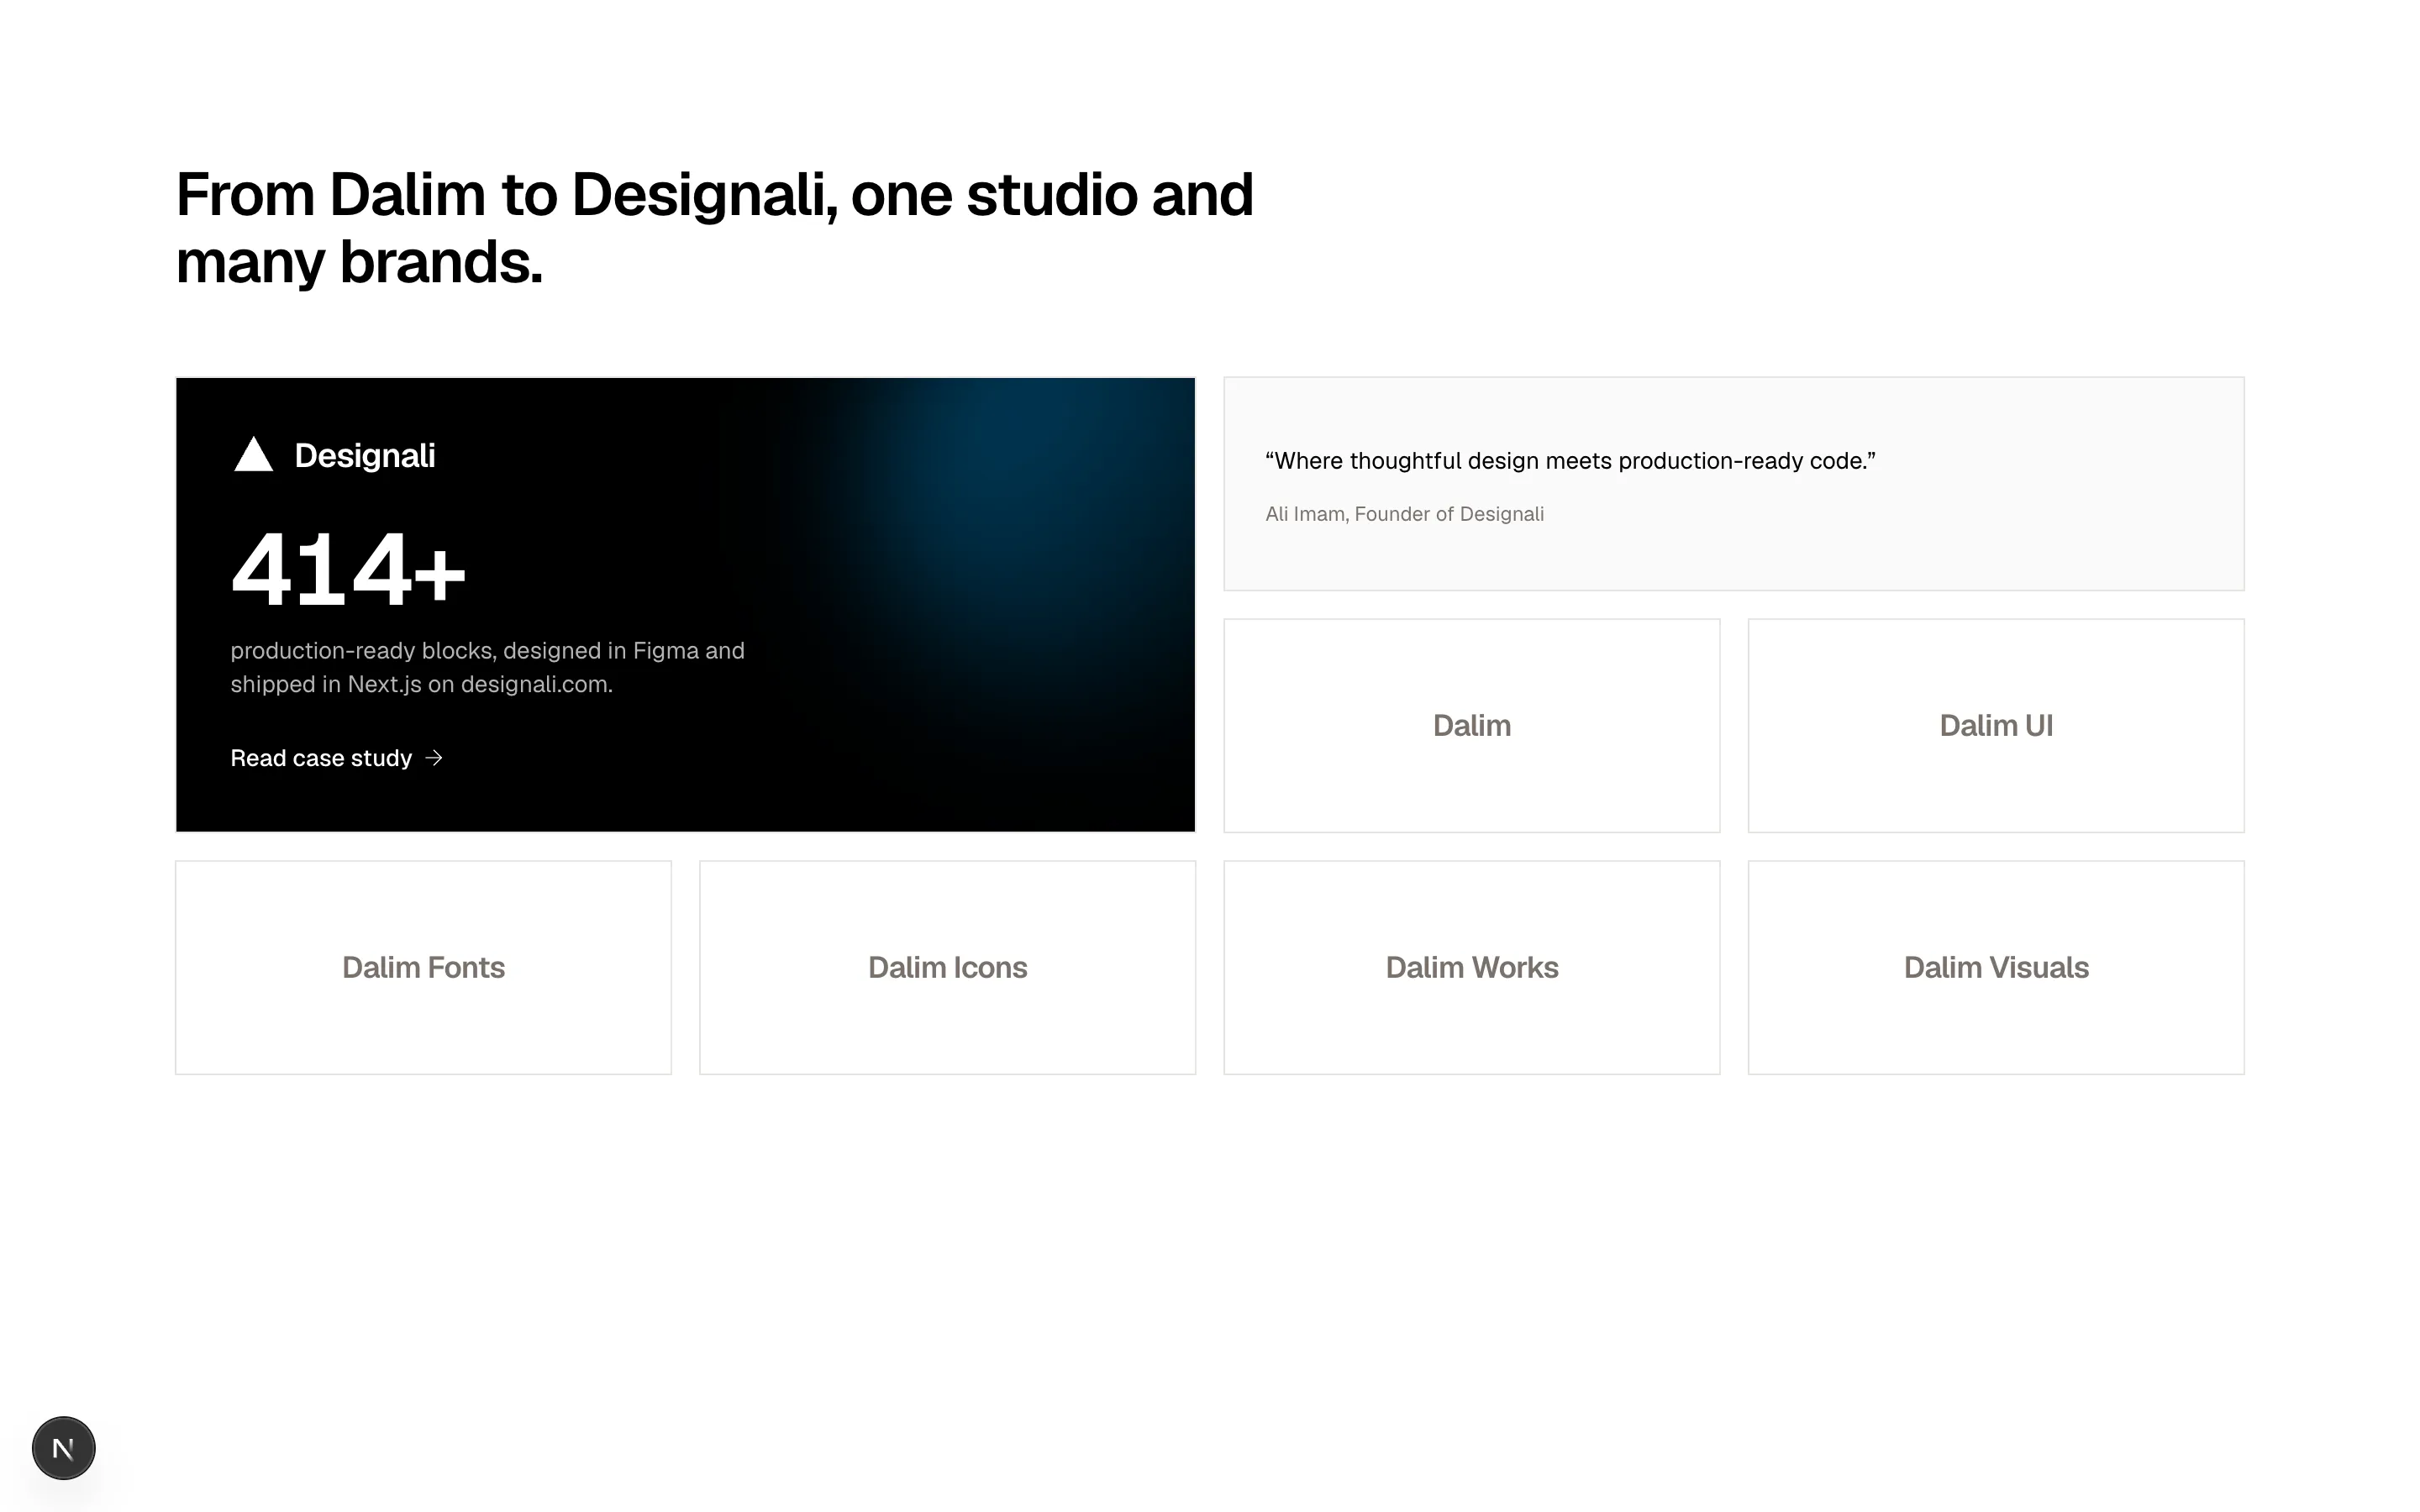 From Dalim to Designali, one studio and
many brands.
Designali
414+
production-ready blocks, designed in Figma and
shipped in Next.js on designali.com.
Read case study →
“Where thoughtful design meets production-ready code.”
Ali Imam, Founder of Designali
Dalim
Dalim UI
Dalim Fonts
Dalim Icons
Dalim Works
Dalim Visuals
N